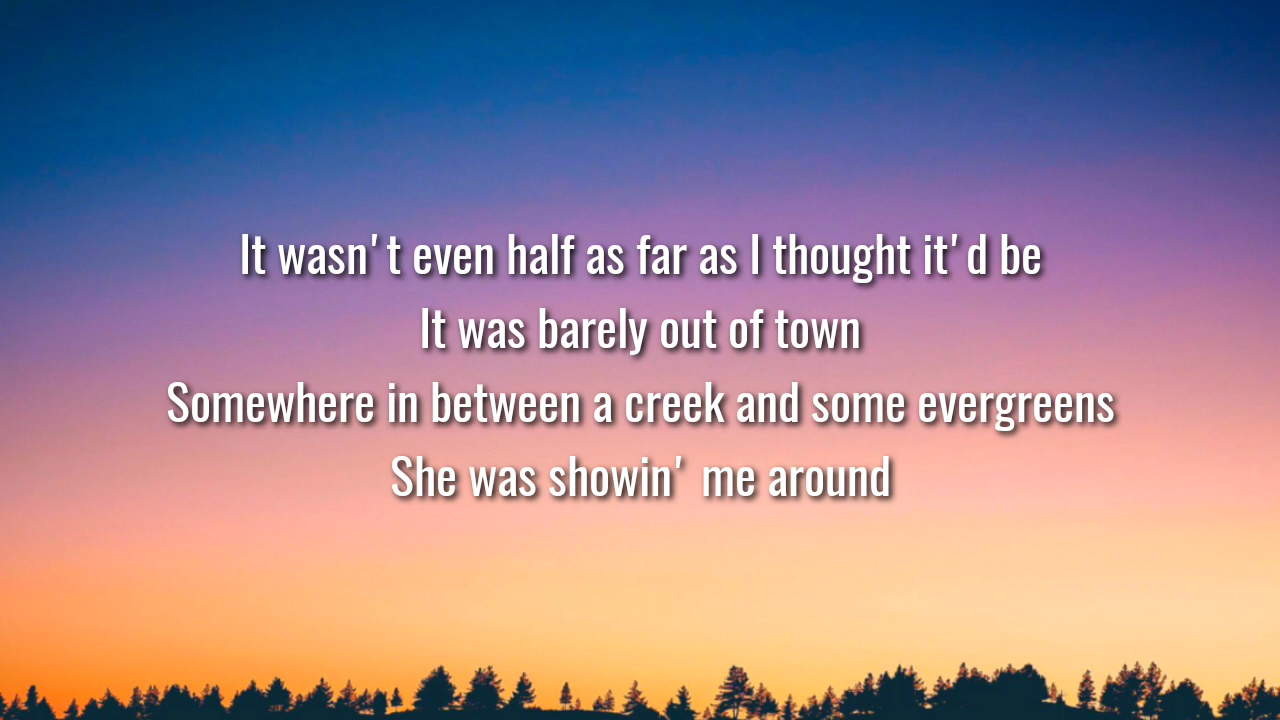 It wasn't even half as far as I thought it'd be
It was barely out of town
Somewhere in between a creek and some evergreens
She was showin' me around